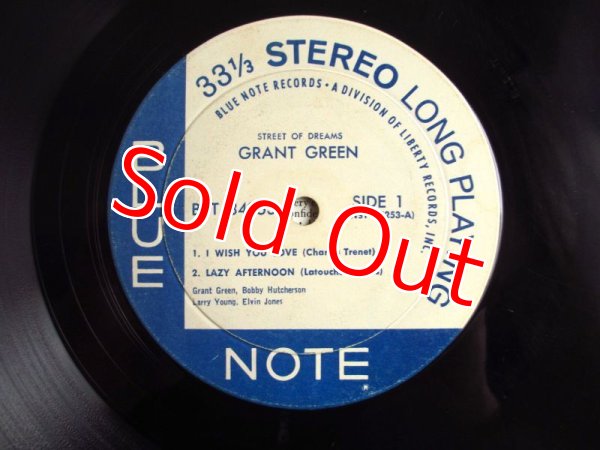 33⅓ STEREO LONG PLAYING
BLUE NOTE RECORDS • A DIVISION OF LIBERTY RECORDS, INC.
STREET OF DREAMS
GRANT GREEN
SIDE 1
1. I WISH YOU LOVE (Trenet)
2. LAZY AFTERNOON
Grant Green, Bobby Hutcherson
Larry Young, Elvin Jones
BLUE
NOTE
Sold Out